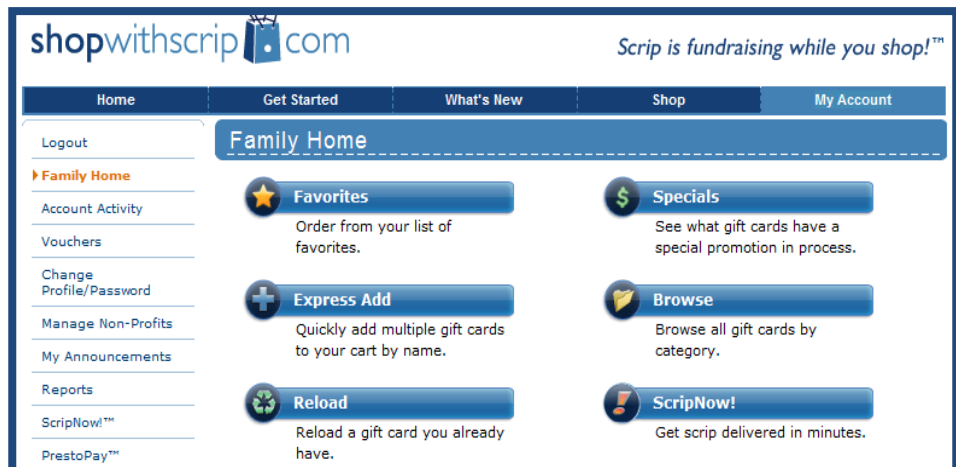 shopwithscrip.com
Scrip is fundraising while you shop!™
Home
Get Started
What's New
Shop
My Account
Logout
Family Home
Account Activity
Vouchers
Change
Profile/Password
Manage Non-Profits
My Announcements
Reports
ScripNow!™
PrestoPay™
Family Home
Favorites
Order from your list of
favorites.
Specials
See what gift cards have a
special promotion in process.
Express Add
Quickly add multiple gift cards
to your cart by name.
Browse
Browse all gift cards by
category.
Reload
Reload a gift card you already
have.
ScripNow!
Get scrip delivered in minutes.